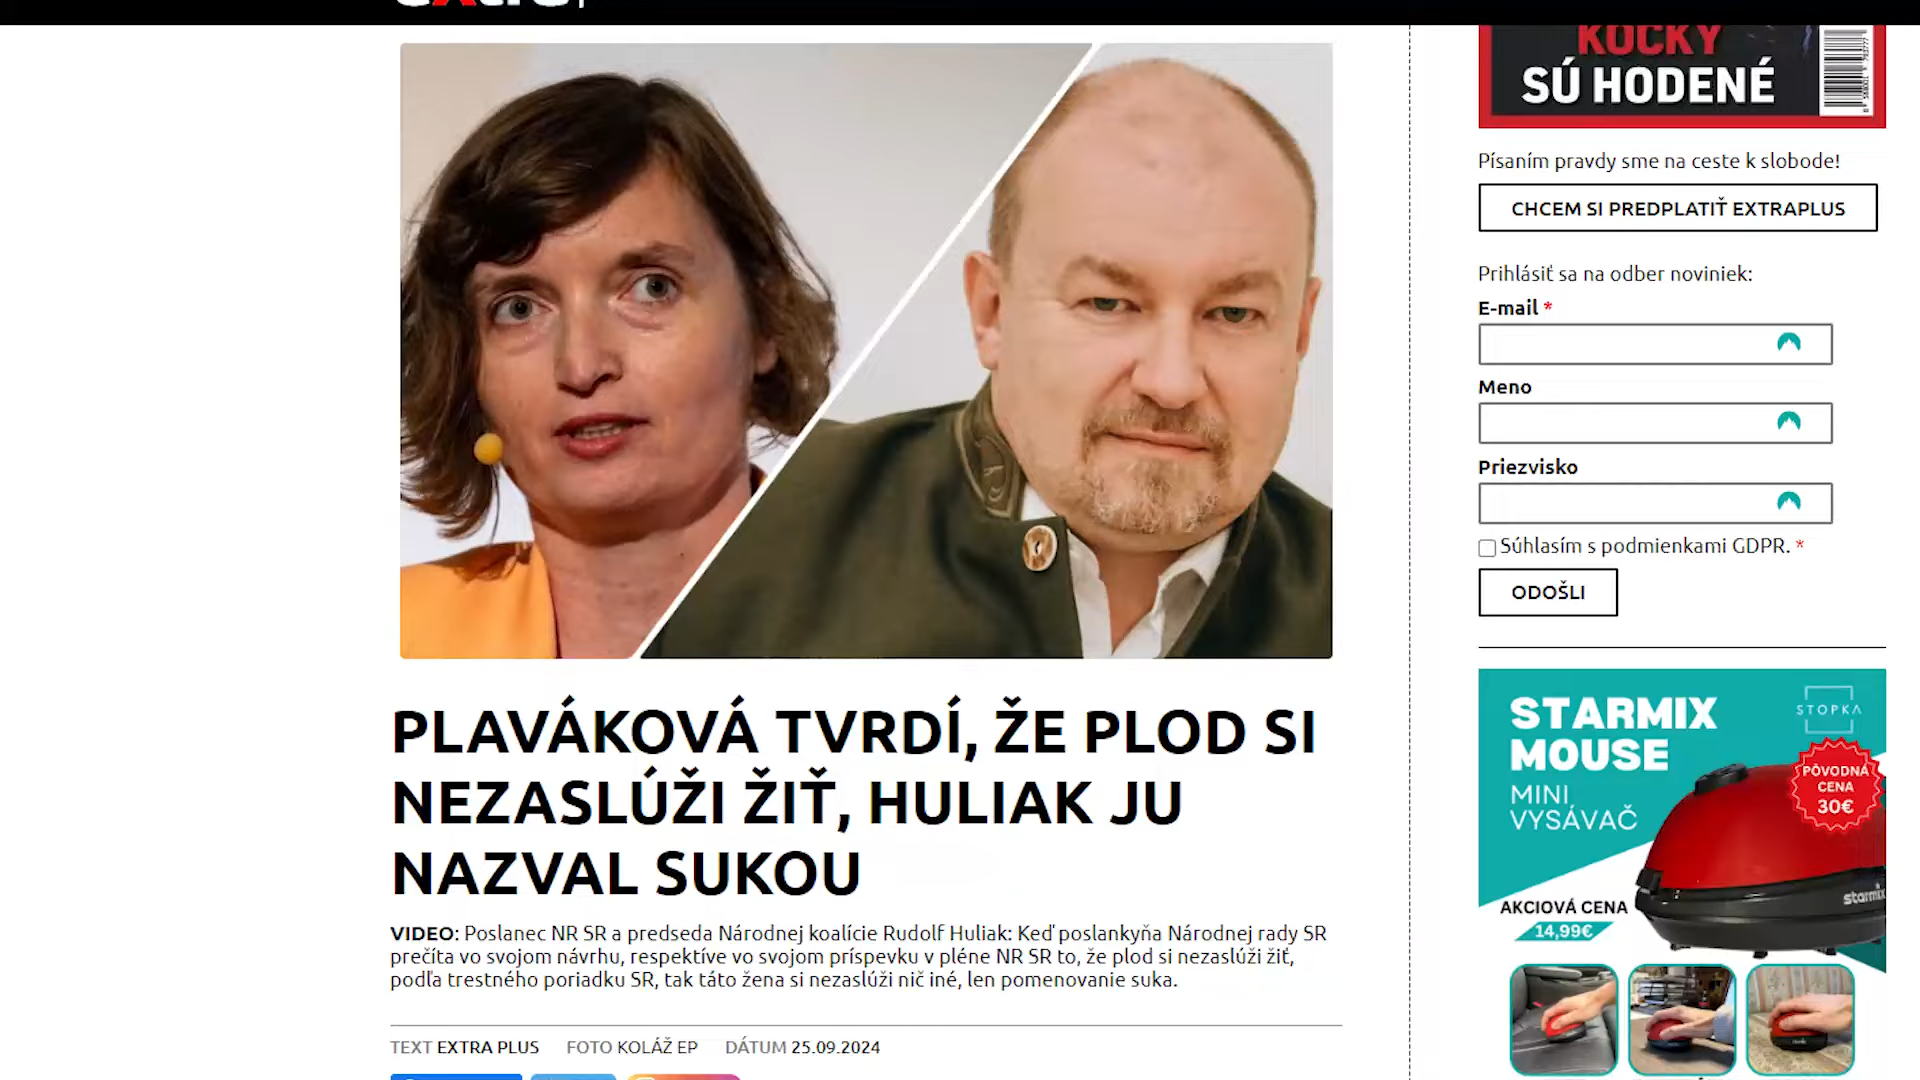 extra
KOCKY
SÚ HODENÉ
Písaním pravdy sme na ceste k slobode!
CHCEM SI PREDPLATIŤ EXTRAPLUS
Prihlásiť sa na odber noviniek:
E-mail *
Meno
Priezvisko
Súhlasím s podmienkami GDPR. *
ODOŠLI
PLAVÁKOVÁ TVRDÍ, ŽE PLOD SI
NEZASLÚŽI ŽIŤ, HULIAK JU
NAZVAL SUKOU
VIDEO: Poslanec NR SR a predseda Národnej koalície Rudolf Huliak: Keď poslankyňa Národnej rady SR
prečíta vo svojom návrhu, respektíve vo svojom príspevku v pléne NR SR to, že plod si nezaslúži žiť,
podľa trestného poriadku SR, tak táto žena si nezaslúži nič iné, len pomenovanie suka.
TEXT EXTRA PLUS FOTO KOLÁŽ EP DÁTUM 25.09.2024
STARMIX
MOUSE
MINI
VYSÁVAČ
STOPKA
PÔVODNÁ
CENA
30€
AKCIOVÁ CENA
14,99€
starmix